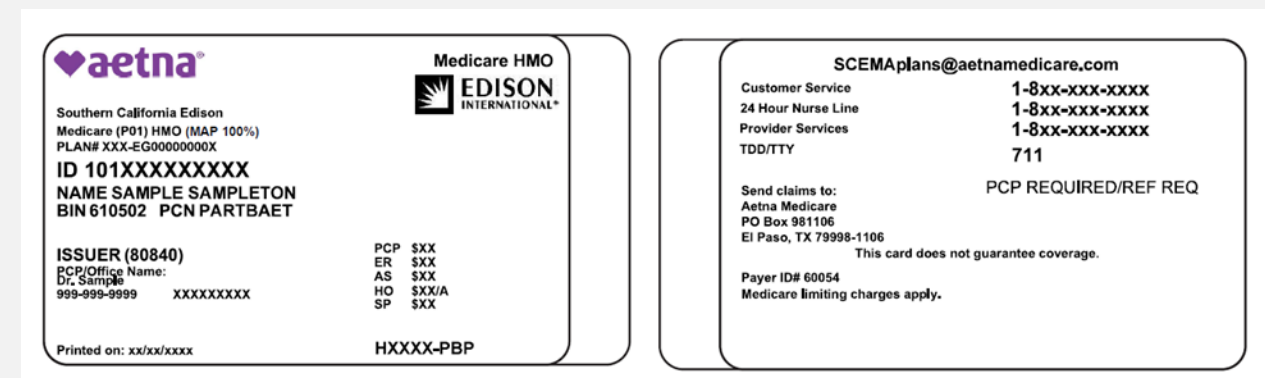 aetna®
Medicare HMO
EDISON
INTERNATIONAL®
Southern California Edison
Medicare (P01) HMO (MAP 100%)
PLAN# XXX-EG00000000X
ID 101XXXXXXXXX
NAME SAMPLE SAMPLETON
BIN 610502 PCN PARTBAET
ISSUER (80840)
PCP/Office Name:
Dr. Sample
999-999-9999 XXXXXXXXX
PCP $XX
ER $XX
AS $XX
HO $XX/A
SP $XX
Printed on: xx/xx/xxxx
HXXXX-PBP
SCEMAplans@aetnamedicare.com
Customer Service 1-8xx-xxx-xxxx
24 Hour Nurse Line 1-8xx-xxx-xxxx
Provider Services 1-8xx-xxx-xxxx
TDD/TTY 711
PCP REQUIRED/REF REQ
Send claims to:
Aetna Medicare
PO Box 981106
El Paso, TX 79998-1106
This card does not guarantee coverage.
Payer ID# 60054
Medicare limiting charges apply.